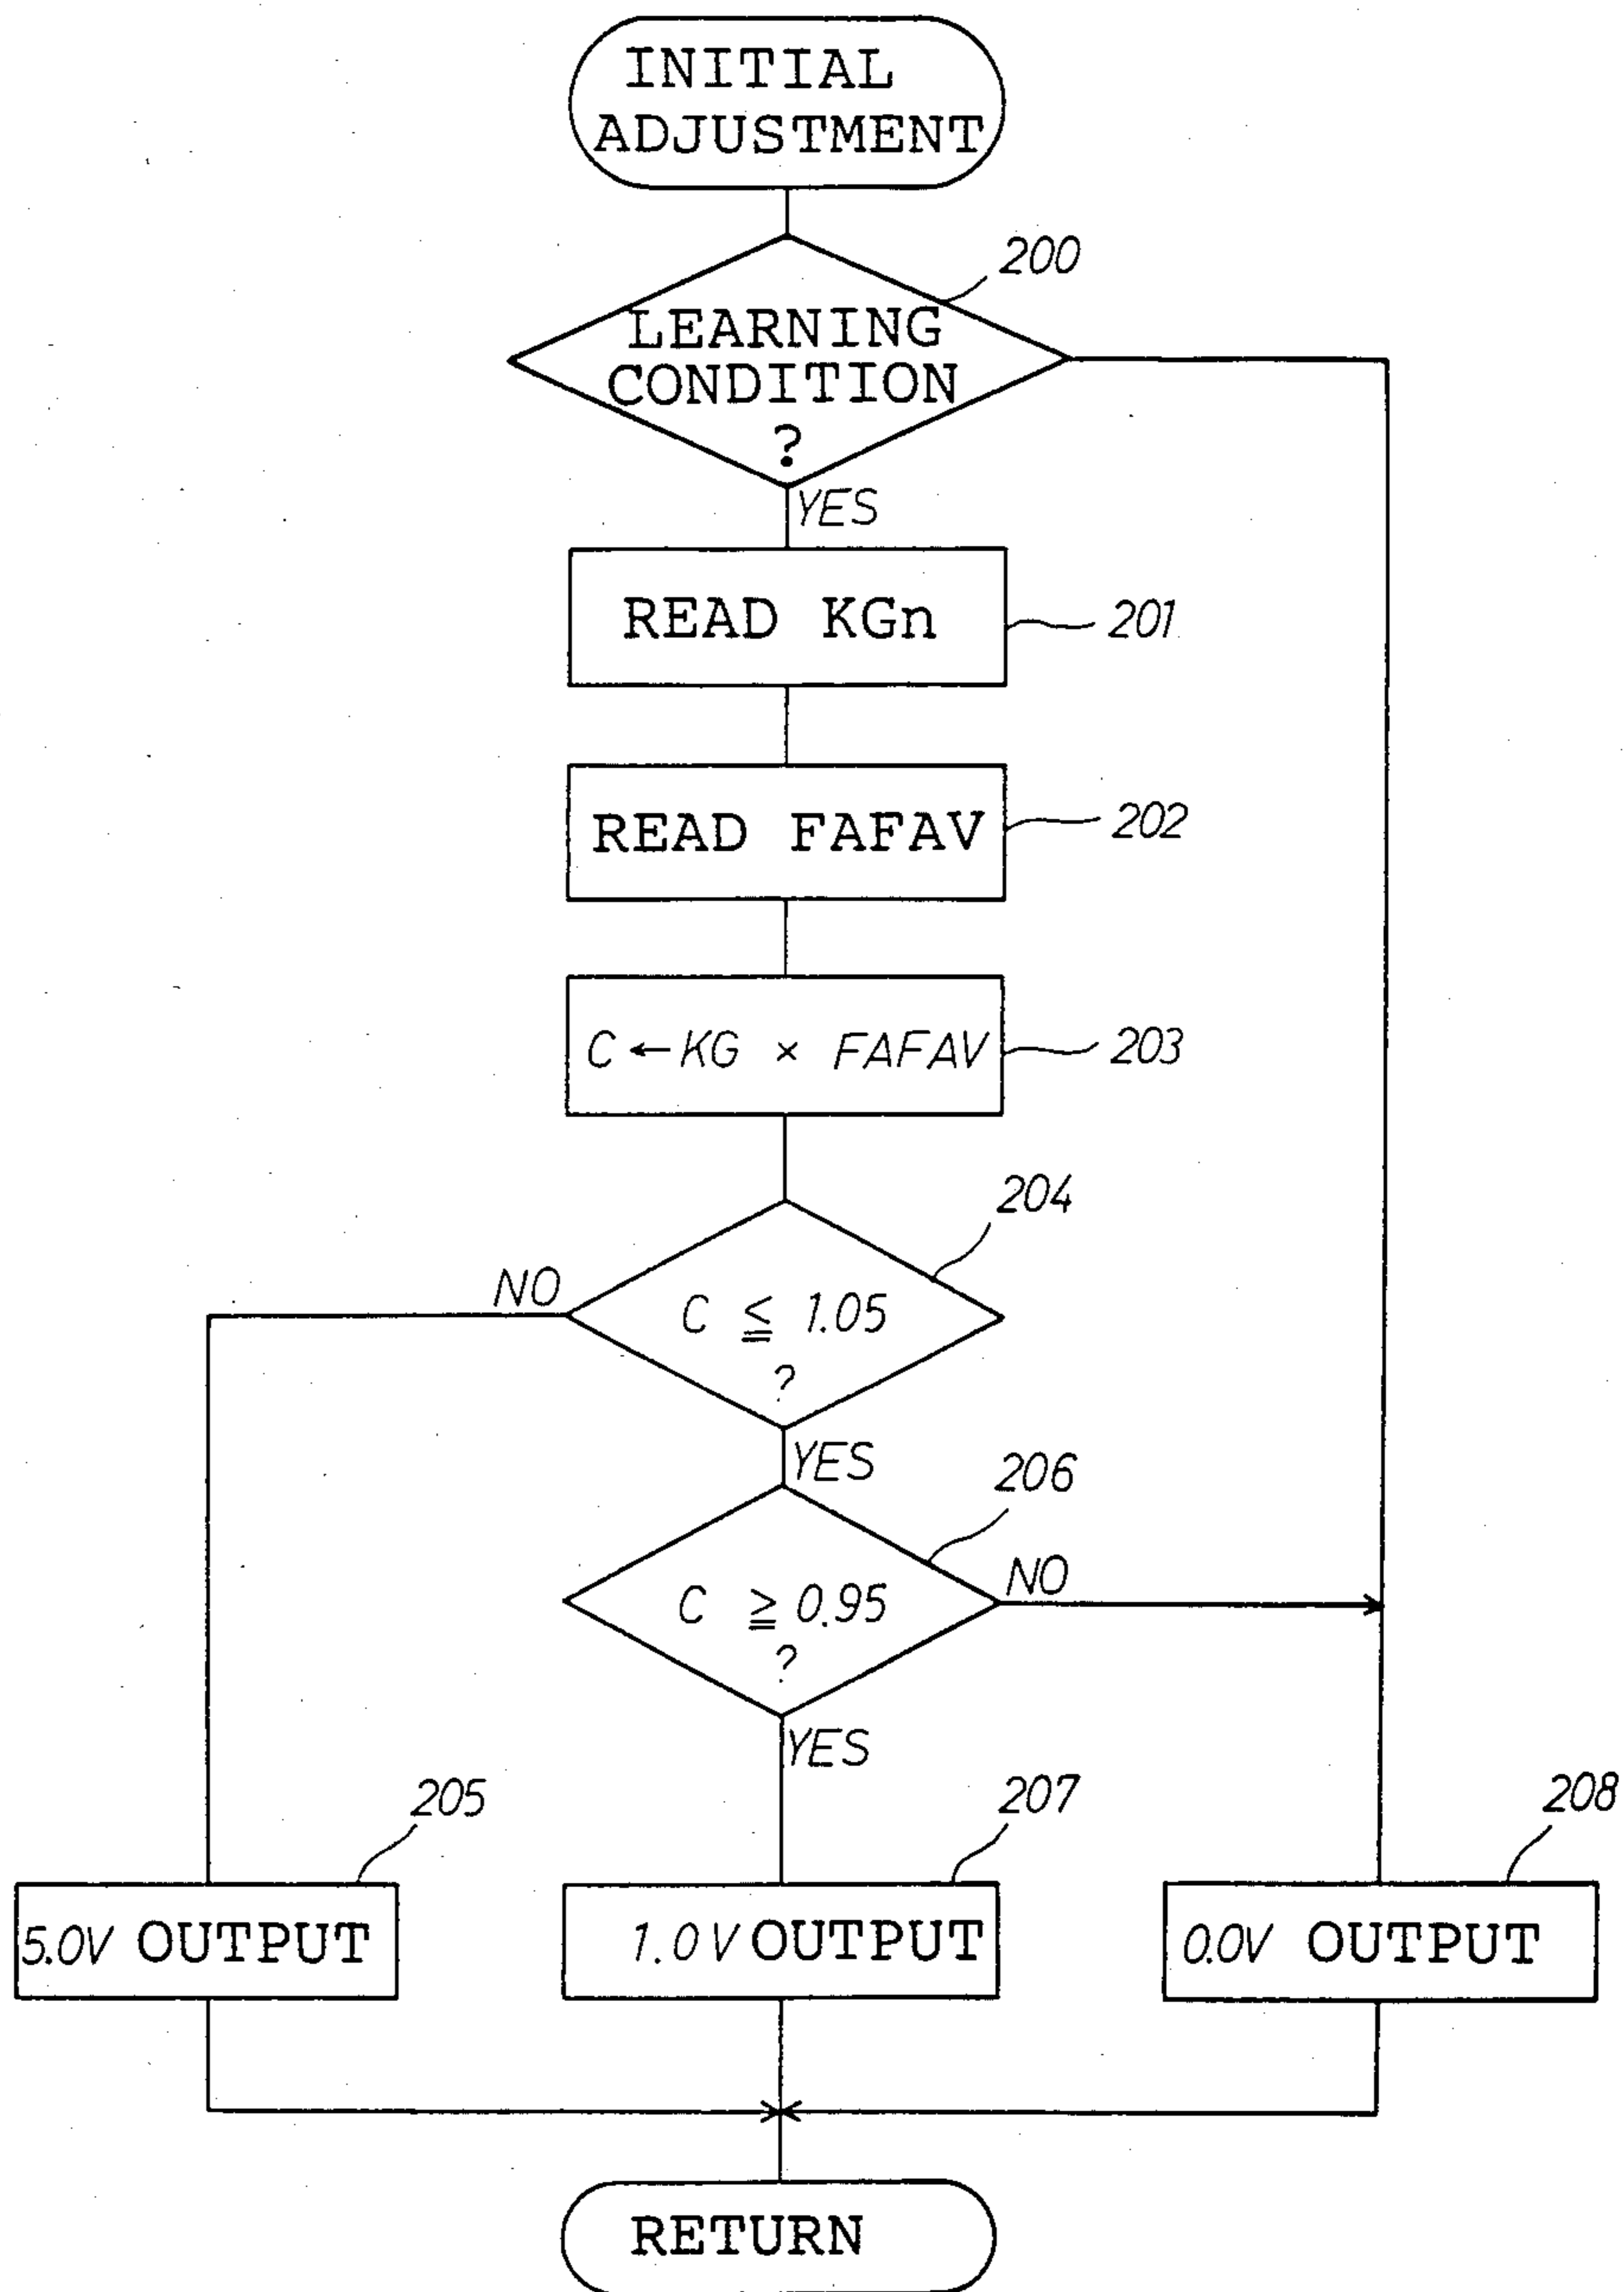 INITIAL
ADJUSTMENT
200
LEARNING
CONDITION
?
YES
READ KGn
201
READ FAFAV
202
C ← KG × FAFAV
203
204
NO
C ≦ 1.05
?
YES
206
NO
C ≧ 0.95
?
YES
205
207
208
5.0V OUTPUT
1.0V OUTPUT
0.0V OUTPUT
RETURN